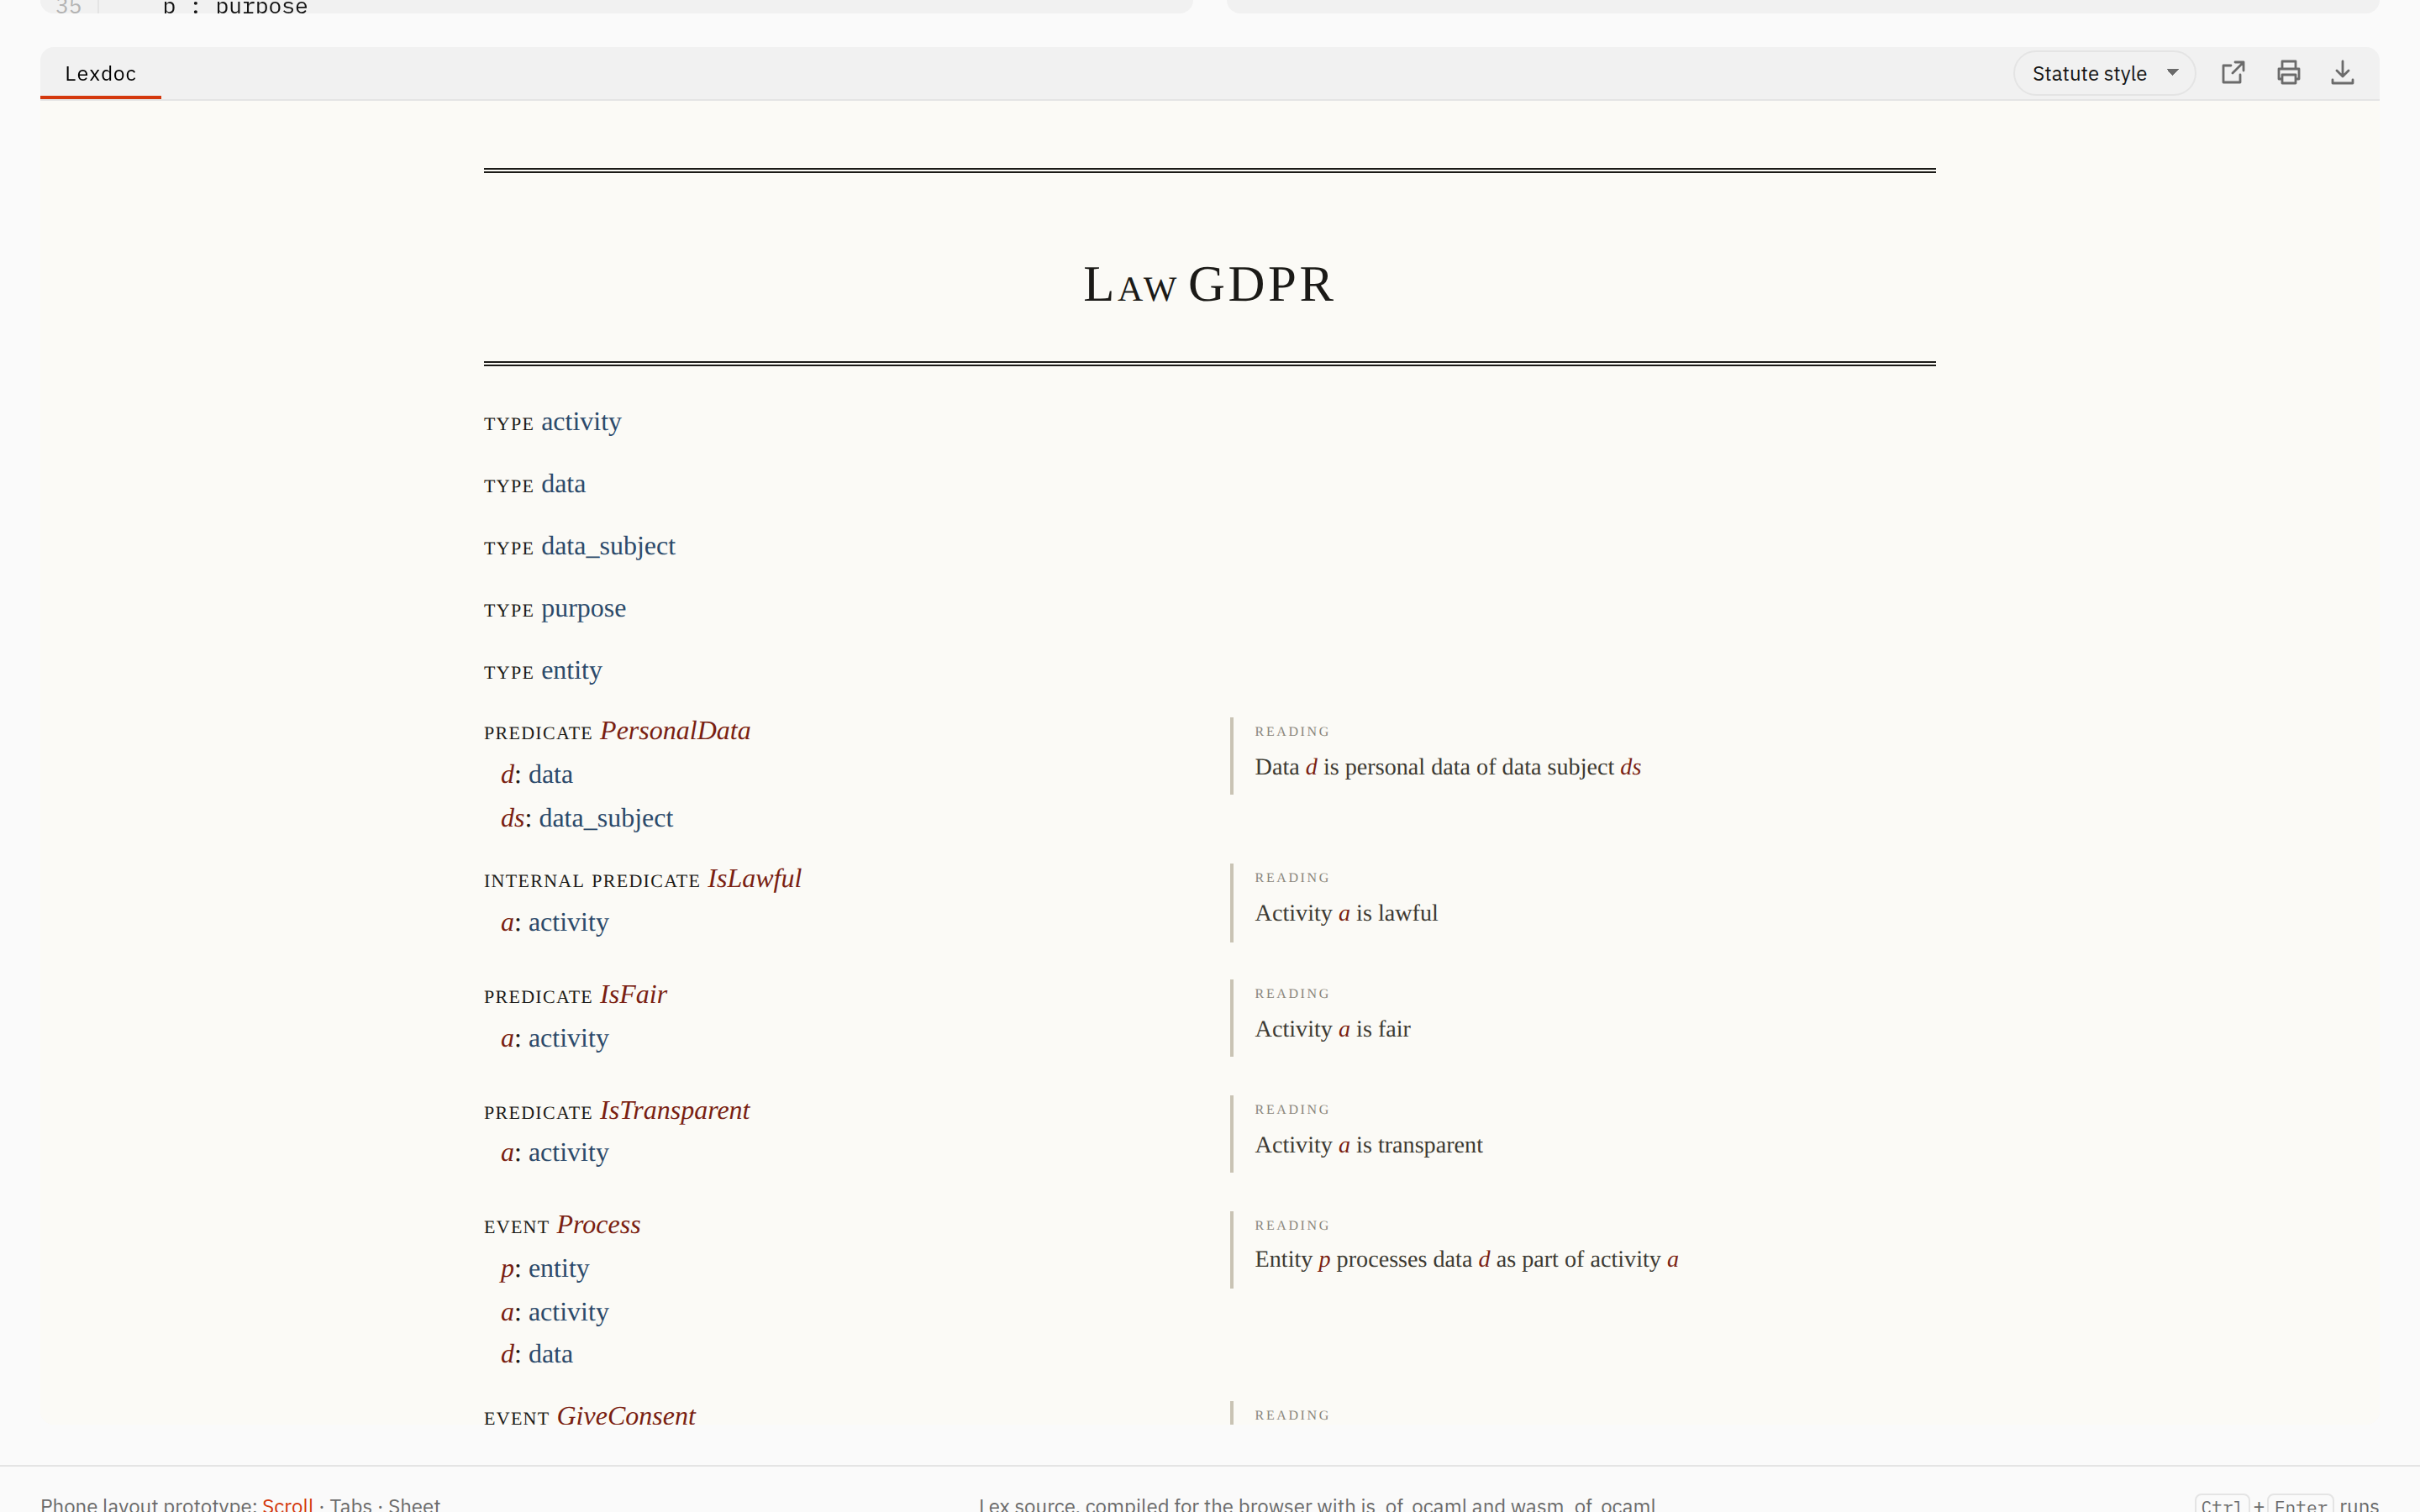 35 p : purpose
Lexdoc
Statute style
Law GDPR
TYPE activity
TYPE data
TYPE data_subject
TYPE purpose
TYPE entity
PREDICATE PersonalData
d: data
ds: data_subject
READING
Data d is personal data of data subject ds
INTERNAL PREDICATE IsLawful
a: activity
READING
Activity a is lawful
PREDICATE IsFair
a: activity
READING
Activity a is fair
PREDICATE IsTransparent
a: activity
READING
Activity a is transparent
EVENT Process
p: entity
a: activity
d: data
READING
Entity p processes data d as part of activity a
EVENT GiveConsent
READING
Phone layout prototype: Scroll · Tabs · Sheet
Lex source, compiled for the browser with js_of_ocaml and wasm_of_ocaml
Ctrl + Enter runs